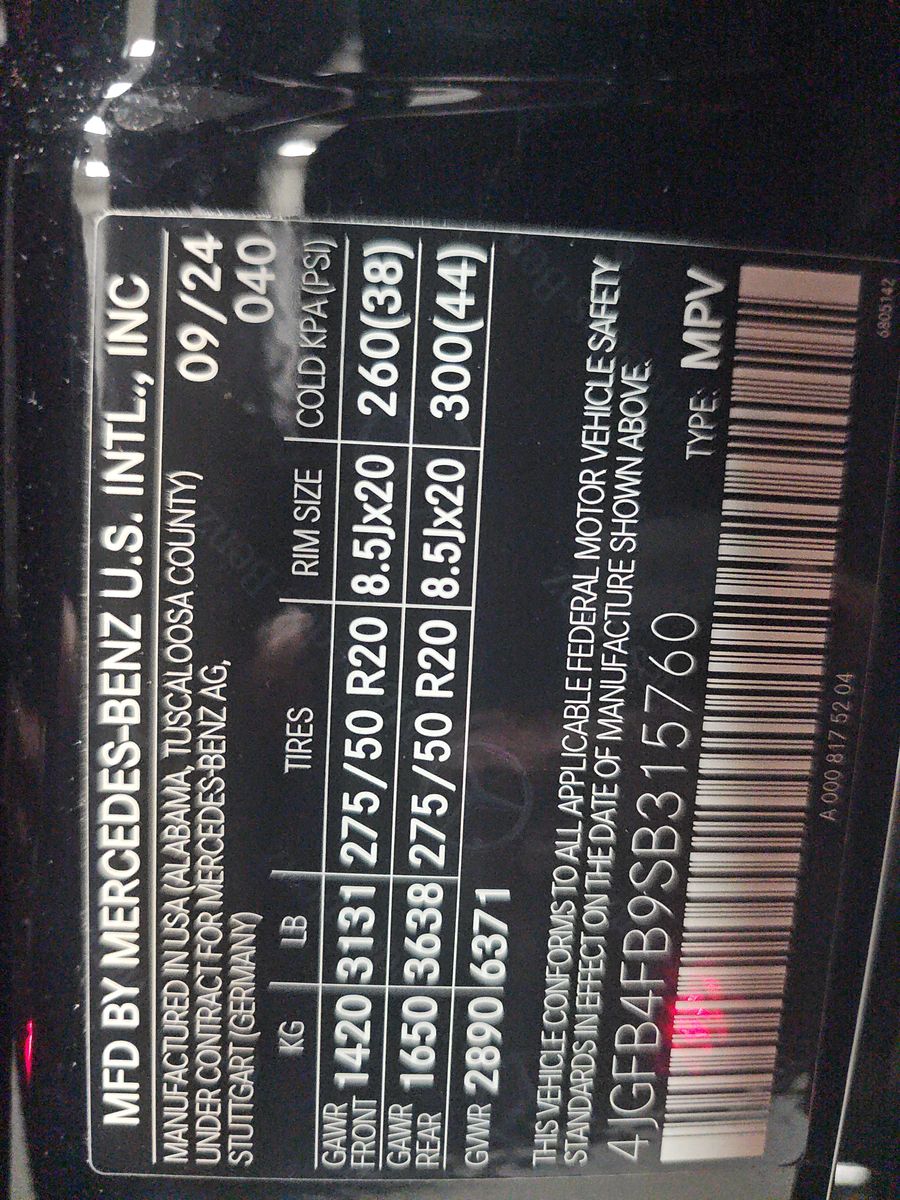 MFD BY MERCEDES-BENZ U.S. INTL., INC
MANUFACTURED IN USA (ALABAMA, TUSCALOOSA COUNTY) 09/24
UNDER CONTRACT FOR MERCEDES-BENZ AG,
STUTTGART (GERMANY) 040
KG LB TIRES RIM SIZE COLD KPA (PSI)
GAWR FRONT 1420 3131 275/50 R20 8.5Jx20 260(38)
GAWR REAR 1650 3638 275/50 R20 8.5Jx20 300(44)
GVWR 2890 6371
THIS VEHICLE CONFORMS TO ALL APPLICABLE FEDERAL MOTOR VEHICLE SAFETY
STANDARDS IN EFFECT ON THE DATE OF MANUFACTURE SHOWN ABOVE.
4JGFB4FB9SB315760 TYPE: MPV
A 000 817 52 04
6805142